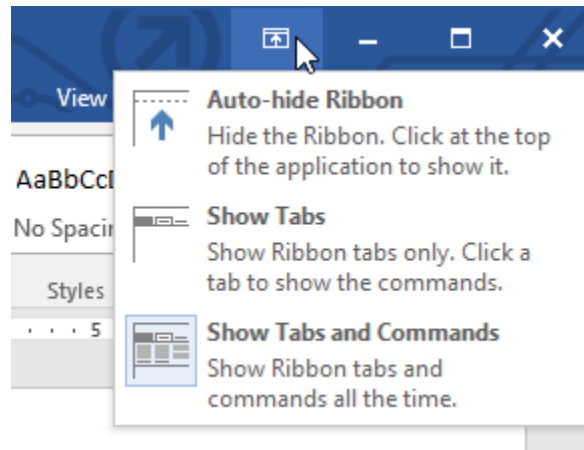 View
Auto-hide Ribbon
Hide the Ribbon. Click at the top
of the application to show it.
AaBbCcD
No Spacin
Show Tabs
Show Ribbon tabs only. Click a
tab to show the commands.
Styles
5
Show Tabs and Commands
Show Ribbon tabs and
commands all the time.